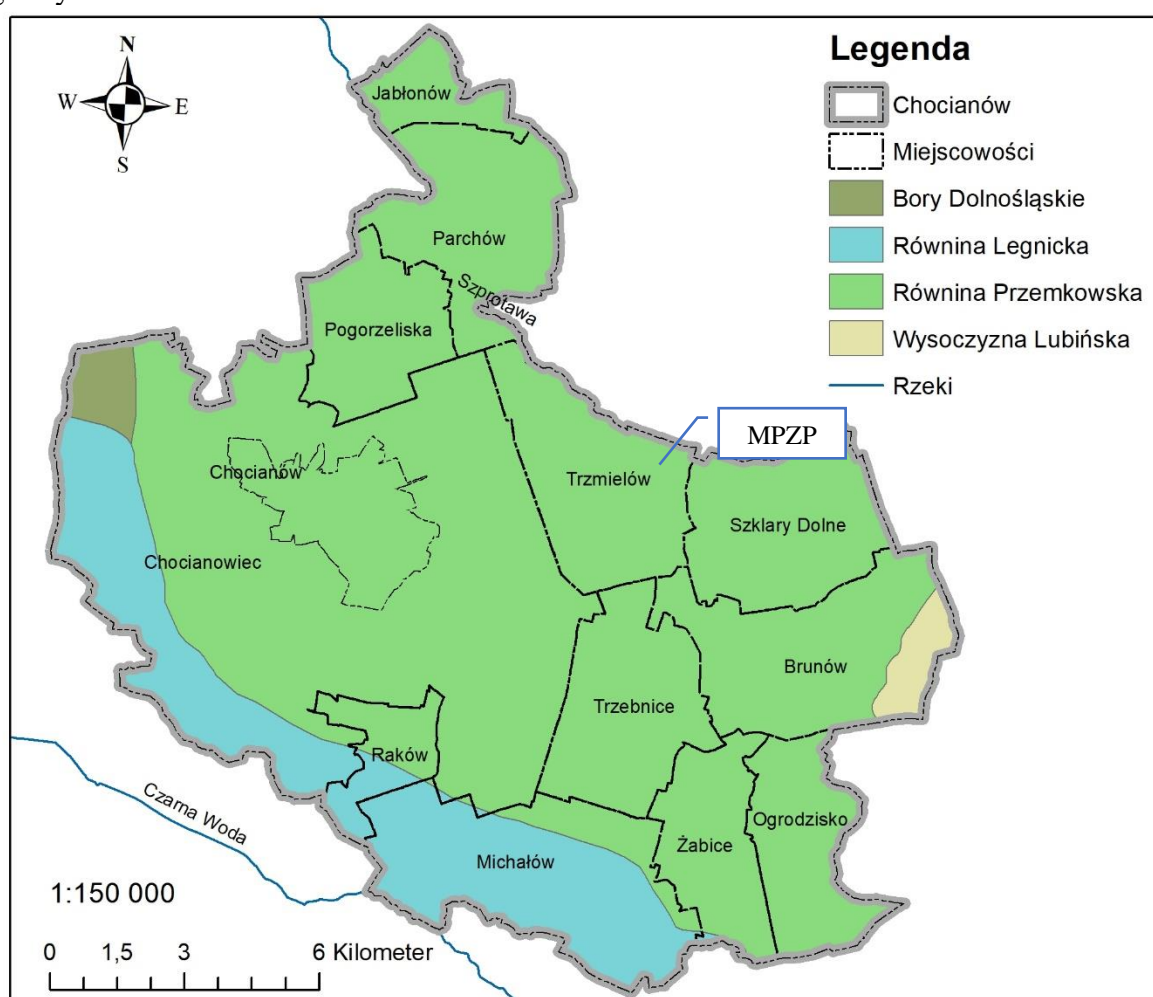 N
W
E
S
Legenda
Chocianów
Miejscowości
Bory Dolnośląskie
Równina Legnicka
Równina Przemkowska
Wysoczyzna Lubińska
Rzeki
Jabłonów
Parchów
Szprotawa
Pogorzeliska
MPZP
Trzmielów
Chocianów
Szklary Dolne
Chocianowiec
Brunów
Trzebnice
Raków
Czarna Woda
Ogrodzisko
Żabice
Michałów
1:150 000
0 1,5 3 6 Kilometer